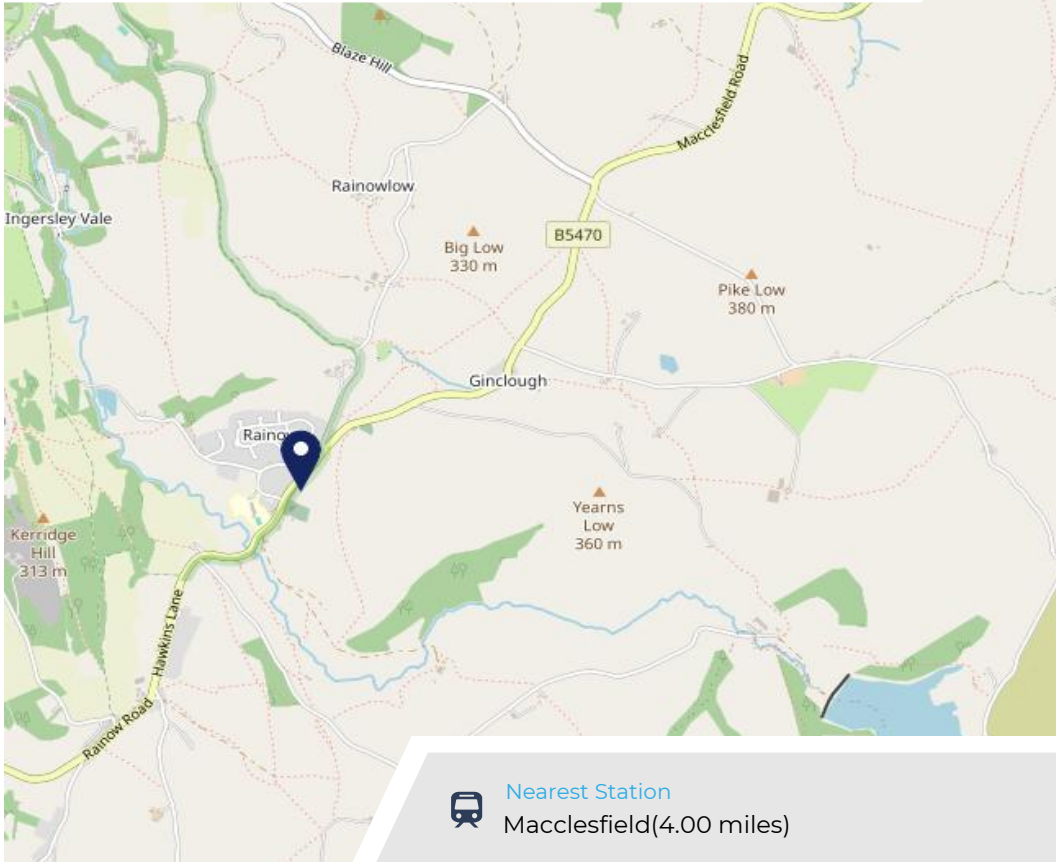 Blaze Hill
Macclesfield Road
Rainowlow
Ingersley Vale
B5470
Big Low
330 m
Pike Low
380 m
Ginclough
Yearns
Low
360 m
Kerridge
Hill
313 m
Hawkins Lane
Rainow Road
Nearest Station
Macclesfield(4.00 miles)